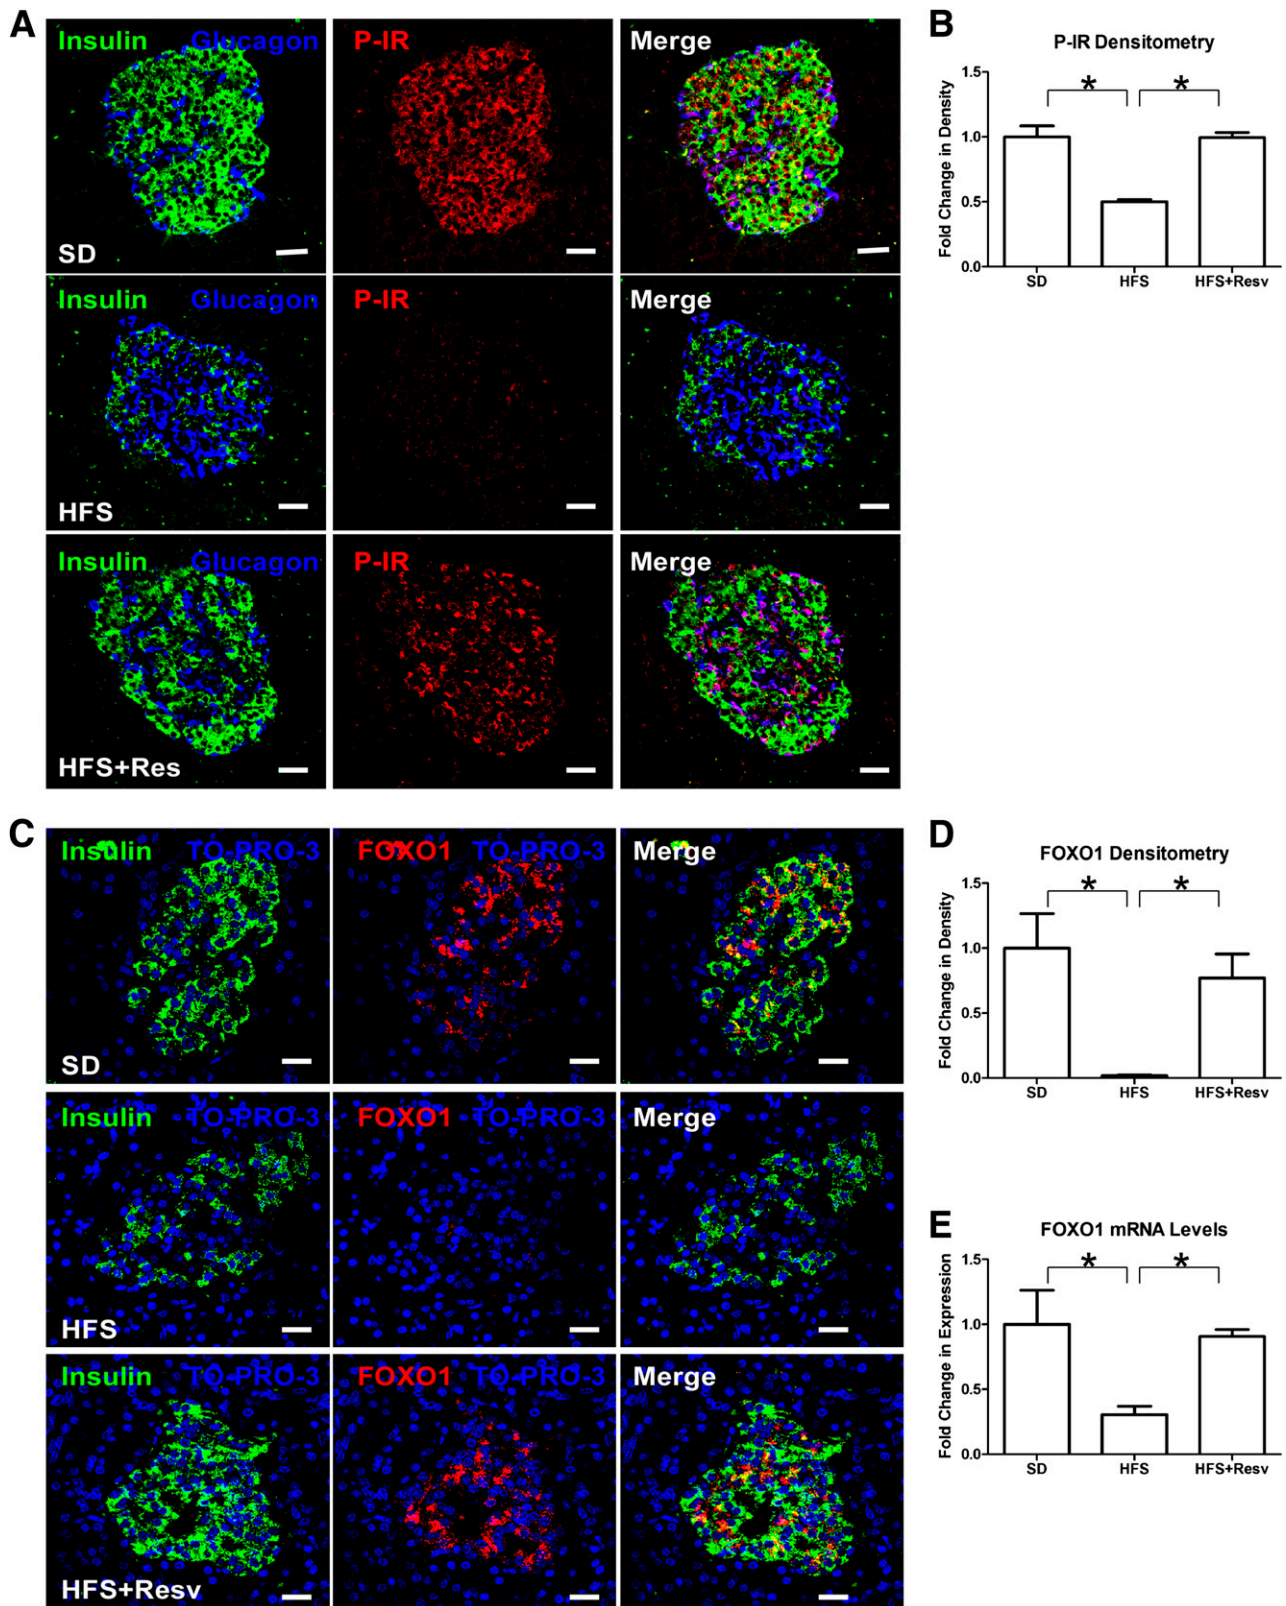 A
Insulin Glucagon
P-IR
Merge
SD
Insulin Glucagon
P-IR
Merge
HFS
Insulin Glucagon
P-IR
Merge
HFS+Res
B
P-IR Densitometry
Fold Change in Density
1.5
1.0
0.5
0.0
* *
SD HFS HFS+Resv
C
Insulin TO-PRO-3
FOXO1 TO-PRO-3
Merge
SD
Insulin TO-PRO-3
FOXO1 TO-PRO-3
Merge
HFS
Insulin TO-PRO-3
FOXO1 TO-PRO-3
Merge
HFS+Resv
D
FOXO1 Densitometry
Fold Change in Density
1.5
1.0
0.5
0.0
* *
SD HFS HFS+Resv
E
FOXO1 mRNA Levels
Fold Change in Expression
1.5
1.0
0.5
0.0
* *
SD HFS HFS+Resv